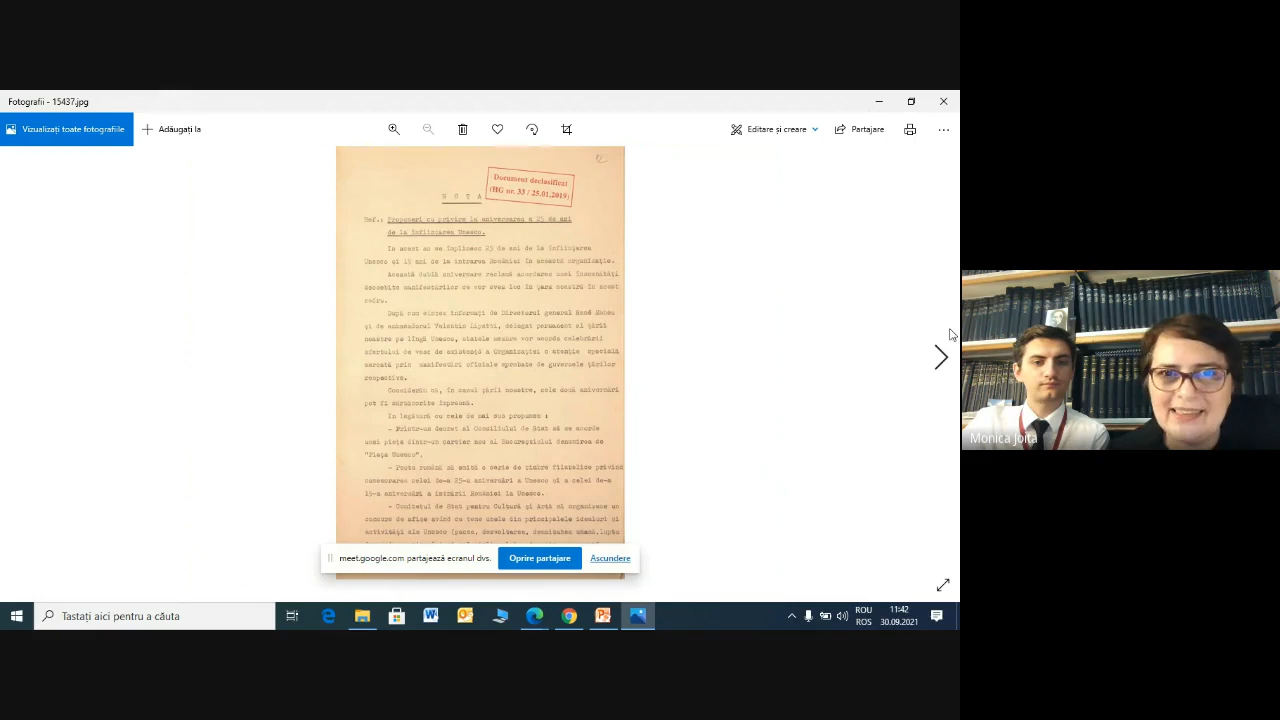 Fotografii - 15437.jpg
Vizualizați toate fotografiile
Adăugați la
Editare și creare
Partajare
Document declasificat
(HG nr. 33 / 25.01.2019)
N O T A
Ref.: Propuneri cu privire la aniversarea a 25 de ani
de la înființarea Unesco.
In acest an se împlinesc 25 de ani de la înființarea
Unesco și 15 ani de la intrarea României în această organizație.
Această dublă aniversare reclamă acordarea unei însemnătăți
deosebite manifestărilor ce vor avea loc în țara noastră în acest
cadru.
După cum sîntem informați de Directorul general René Maheu
și de ambasadorul Valentin Lipatti, delegat permanent al țării
noastre pe lîngă Unesco, statele membre vor acorda celebrării
sfertului de veac de existență a Organizației o atenție specială
marcată prin manifestări oficiale aprobate de guvernele țărilor
respective.
Considerăm că, în cazul țării noastre, cele două aniversări
pot fi sărbătorite împreună.
In legătură cu cele de mai sus propunem :
- Printr-un decret al Consiliului de Stat să se acorde
unei piețe dintr-un cartier nou al Bucureștiului denumirea de
"Piața Unesco".
- Poșta română să emită o serie de timbre filatelice privind
comemorarea celei de-a 25-a aniversări a Unesco și a celei de-a
15-a aniversări a intrării României la Unesco.
- Comitetul de Stat pentru Cultură și Artă să organizeze un
concurs de afișe avînd ca temă unele din principalele idealuri și
activități ale Unesco (pacea, dezvoltarea, demnitatea umană, lupta
meet.google.com partajează ecranul dvs.
Oprire partajare
Ascundere
Monica Joita
Tastați aici pentru a căuta
ROU
ROS
11:42
30.09.2021